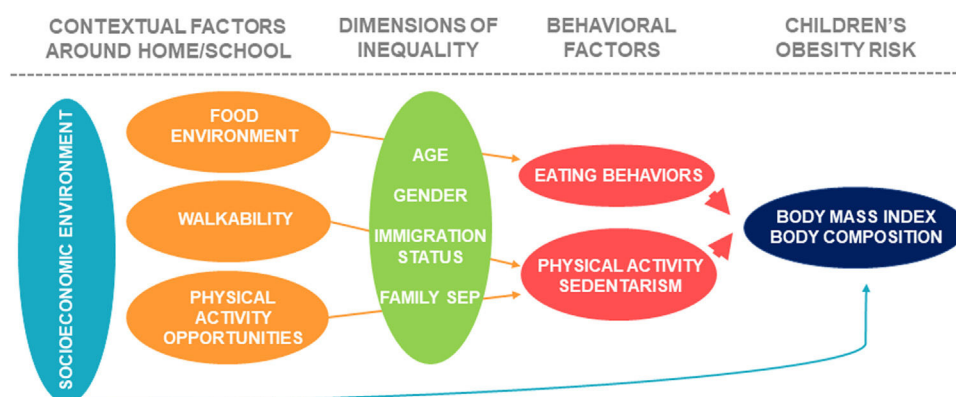 CONTEXTUAL FACTORS
AROUND HOME/SCHOOL
DIMENSIONS OF
INEQUALITY
BEHAVIORAL
FACTORS
CHILDREN'S
OBESITY RISK
SOCIOECONOMIC ENVIRONMENT
FOOD
ENVIRONMENT
WALKABILITY
PHYSICAL
ACTIVITY
OPPORTUNITIES
AGE
GENDER
IMMIGRATION
STATUS
FAMILY SEP
EATING BEHAVIORS
PHYSICAL ACTIVITY
SEDENTARISM
BODY MASS INDEX
BODY COMPOSITION